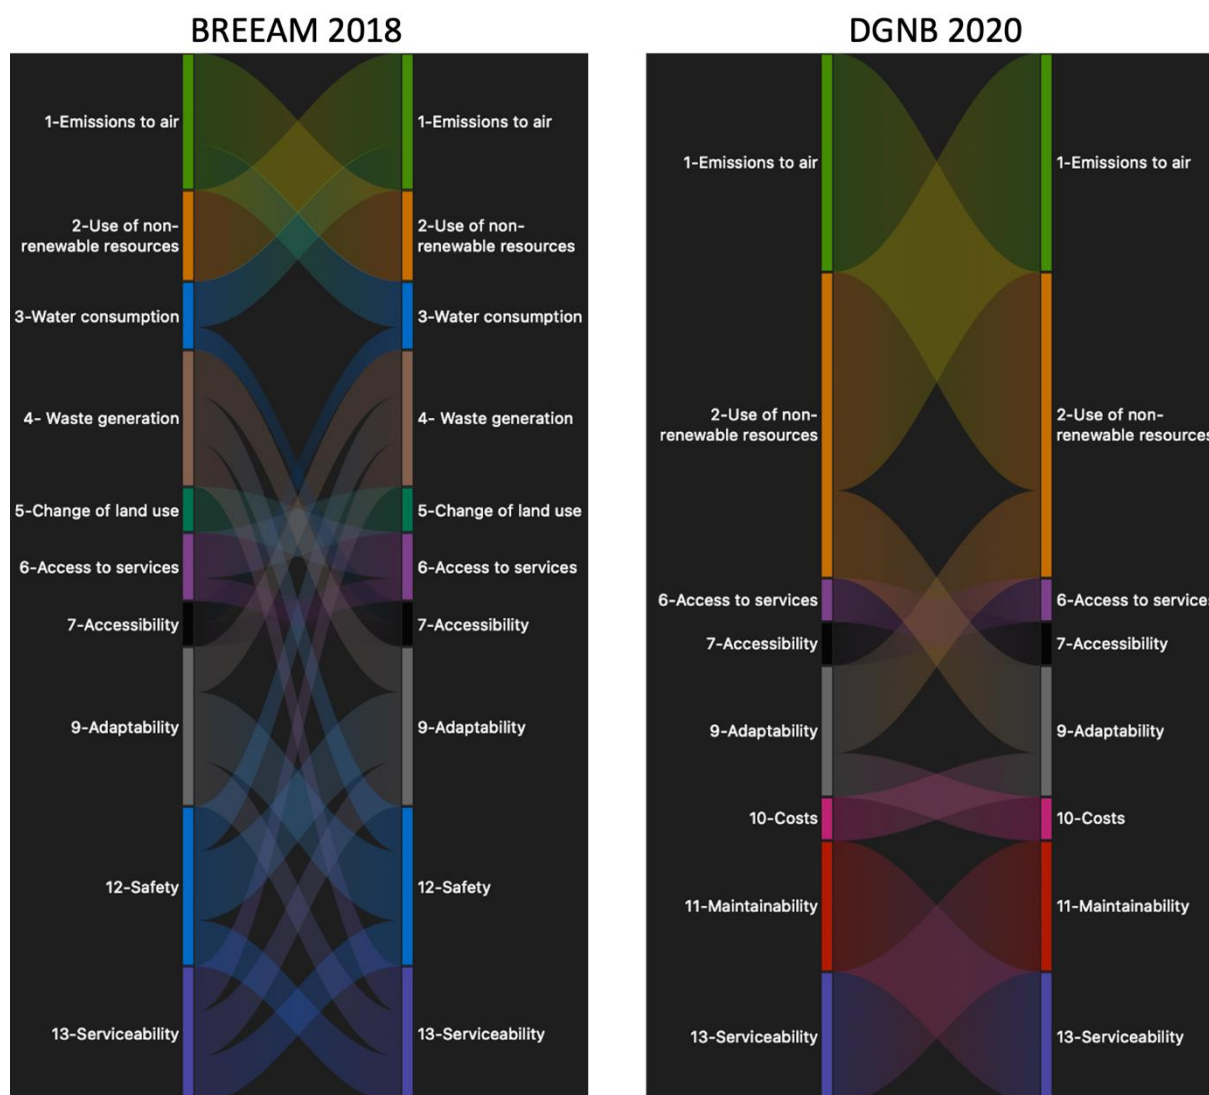 BREEAM 2018
1-Emissions to air
1-Emissions to air
2-Use of non-
renewable resources
2-Use of non-
renewable resources
3-Water consumption
3-Water consumption
4- Waste generation
4- Waste generation
5-Change of land use
5-Change of land use
6-Access to services
6-Access to services
7-Accessibility
7-Accessibility
9-Adaptability
9-Adaptability
12-Safety
12-Safety
13-Serviceability
13-Serviceability
DGNB 2020
1-Emissions to air
1-Emissions to air
2-Use of non-
renewable resources
2-Use of non-
renewable resources
6-Access to services
6-Access to services
7-Accessibility
7-Accessibility
9-Adaptability
9-Adaptability
10-Costs
10-Costs
11-Maintainability
11-Maintainability
13-Serviceability
13-Serviceability